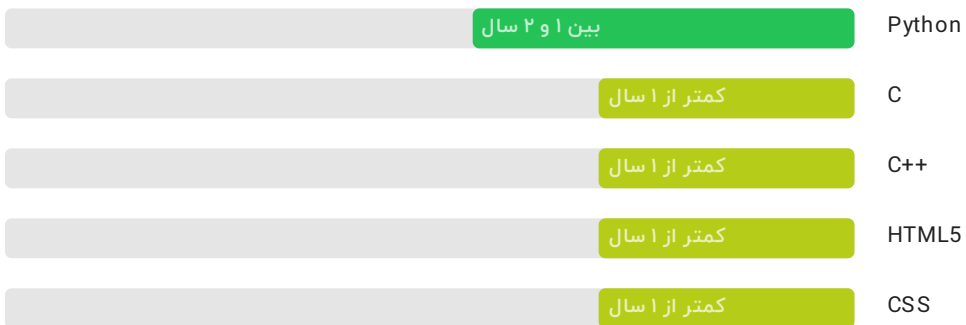 Python بین ۱ و ۲ سال
C کمتر از ۱ سال
C++ کمتر از ۱ سال
HTML5 کمتر از ۱ سال
CSS کمتر از ۱ سال